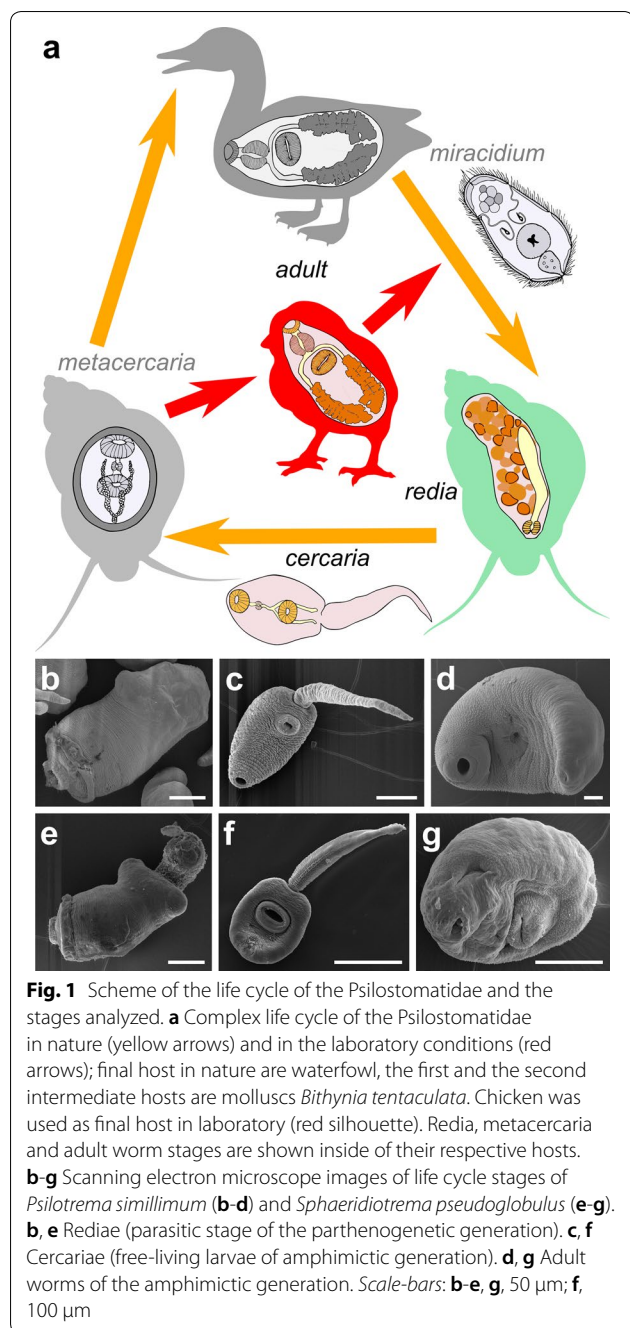 a
miracidium
adult
metacercaria
redia
cercaria
b
c
d
e
f
g
Fig. 1 Scheme of the life cycle of the Psilostomatidae and the
stages analyzed. a Complex life cycle of the Psilostomatidae
in nature (yellow arrows) and in the laboratory conditions (red
arrows); final host in nature are waterfowl, the first and the second
intermediate hosts are molluscs Bithynia tentaculata. Chicken was
used as final host in laboratory (red silhouette). Redia, metacercaria
and adult worm stages are shown inside of their respective hosts.
b-g Scanning electron microscope images of life cycle stages of
Psilotrema simillimum (b-d) and Sphaeridiotrema pseudoglobulus (e-g).
b, e Rediae (parasitic stage of the parthenogenetic generation). c, f
Cercariae (free-living larvae of amphimictic generation). d, g Adult
worms of the amphimictic generation. Scale-bars: b-e, g, 50 μm; f,
100 μm